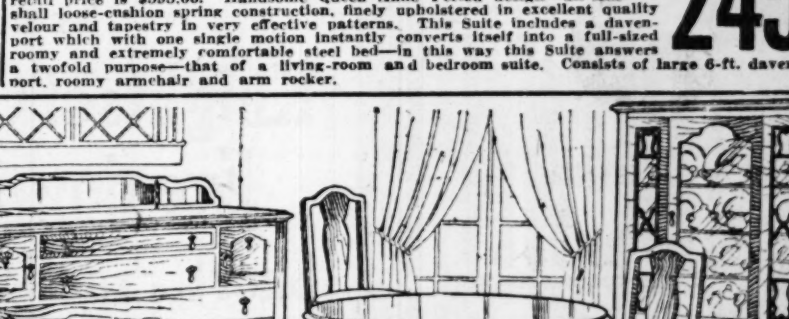 shall loose-cushion spring construction, finely upholstered in excellent quality
velour and tapestry in very effective patterns. This Suite includes a daven-
port which with one single motion instantly converts itself into a full-sized
roomy and extremely comfortable steel bed—in this way this Suite answers
a twofold purpose—that of a living-room and bedroom suite. Consists of large 6-ft. daven
port, roomy armchair and arm rocker.